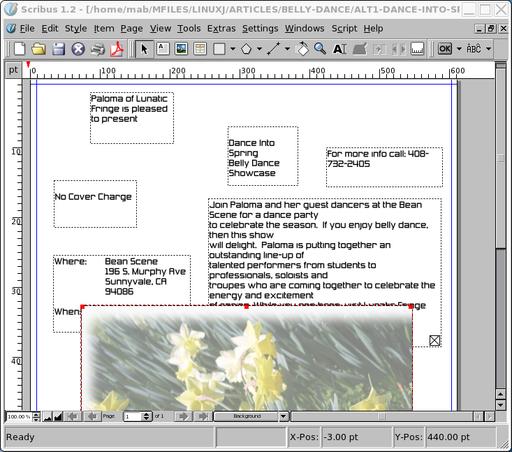 Scribus 1.2 - [/home/mab/MFILES/LINUXJ/ARTICLES/BELLY-DANCE/ALT1-DANCE-INTO-SI
File Edit Style Item Page View Tools Extras Settings Windows Script Help
OK ABC
pt 0 100 200 300 400 500 600
Paloma of Lunatic
Fringe is pleased
to present
Dance Into
Spring
Belly Dance
Showcase
For more info call: 408-
732-2405
No Cover Charge
Join Paloma and her guest dancers at the Bean
Scene for a dance party
to celebrate the season. If you enjoy belly dance,
then this show
will delight. Paloma is putting together an
outstanding line-up of
talented performers from students to
professionals, soloists and
troupes who are coming together to celebrate the
energy and excitement
Where: Bean Scene
196 S. Murphy Ave
Sunnyvale, CA
94086
When:
100.00 % Page 1 of 1 Background
Ready X-Pos: -3.00 pt Y-Pos: 440.00 pt